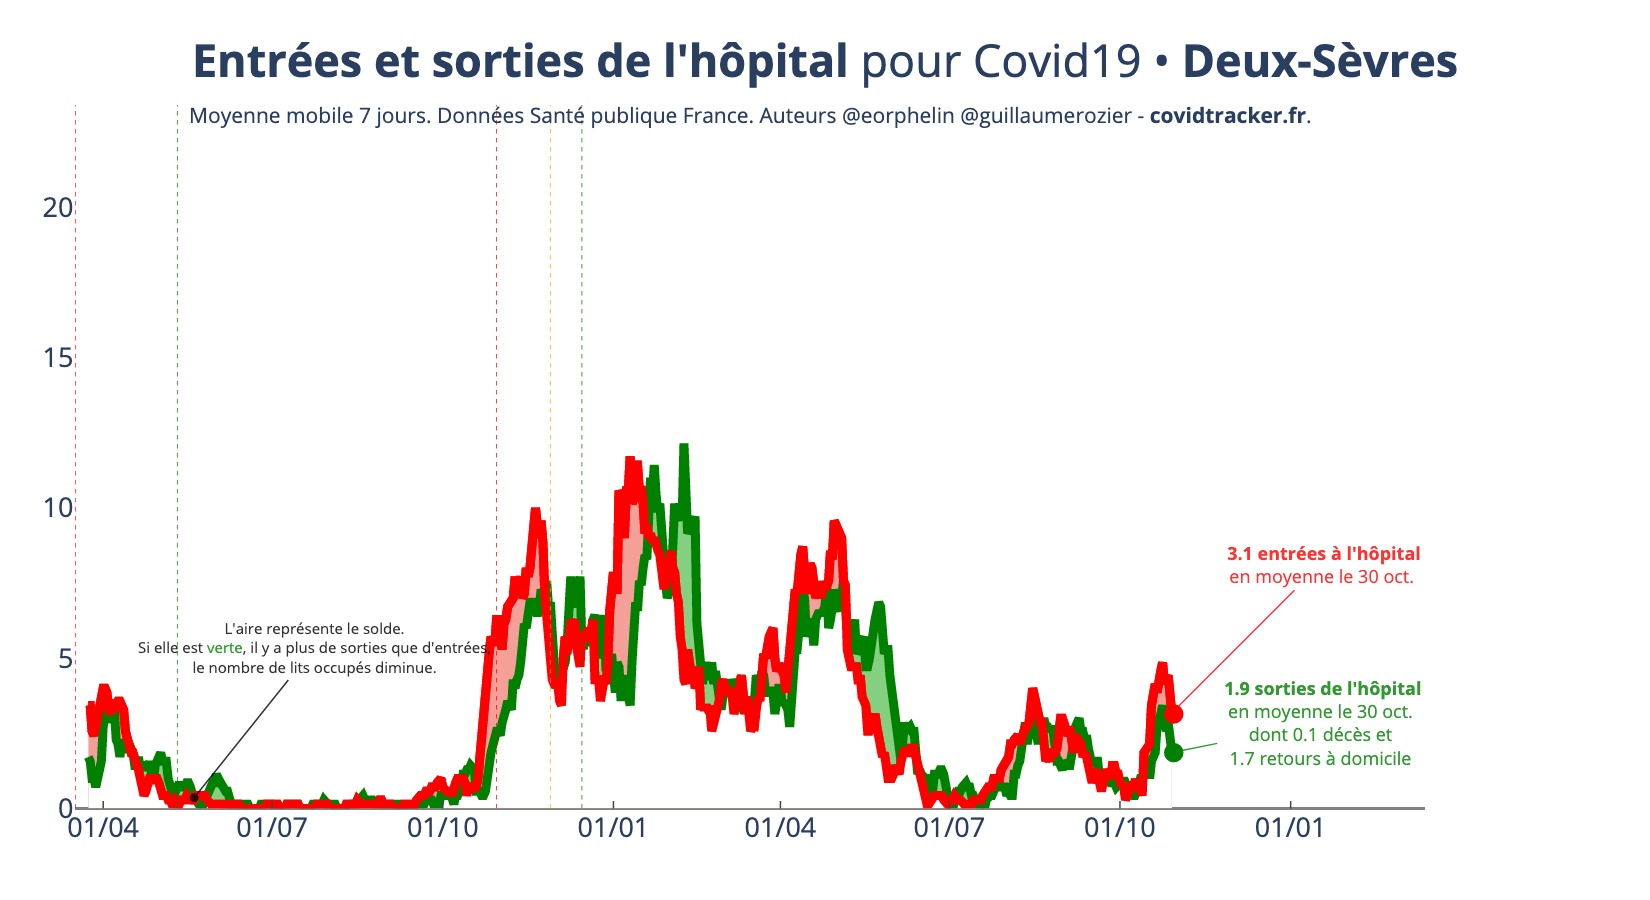 Entrées et sorties de l'hôpital pour Covid19 • Deux-Sèvres
Moyenne mobile 7 jours. Données Santé publique France. Auteurs @eorphelin @guillaumerozier - covidtracker.fr.
20
15
10
5
0
L'aire représente le solde.
Si elle est verte, il y a plus de sorties que d'entrées,
le nombre de lits occupés diminue.
3.1 entrées à l'hôpital
en moyenne le 30 oct.
1.9 sorties de l'hôpital
en moyenne le 30 oct.
dont 0.1 décès et
1.7 retours à domicile
01/04 01/07 01/10 01/01 01/04 01/07 01/10 01/01